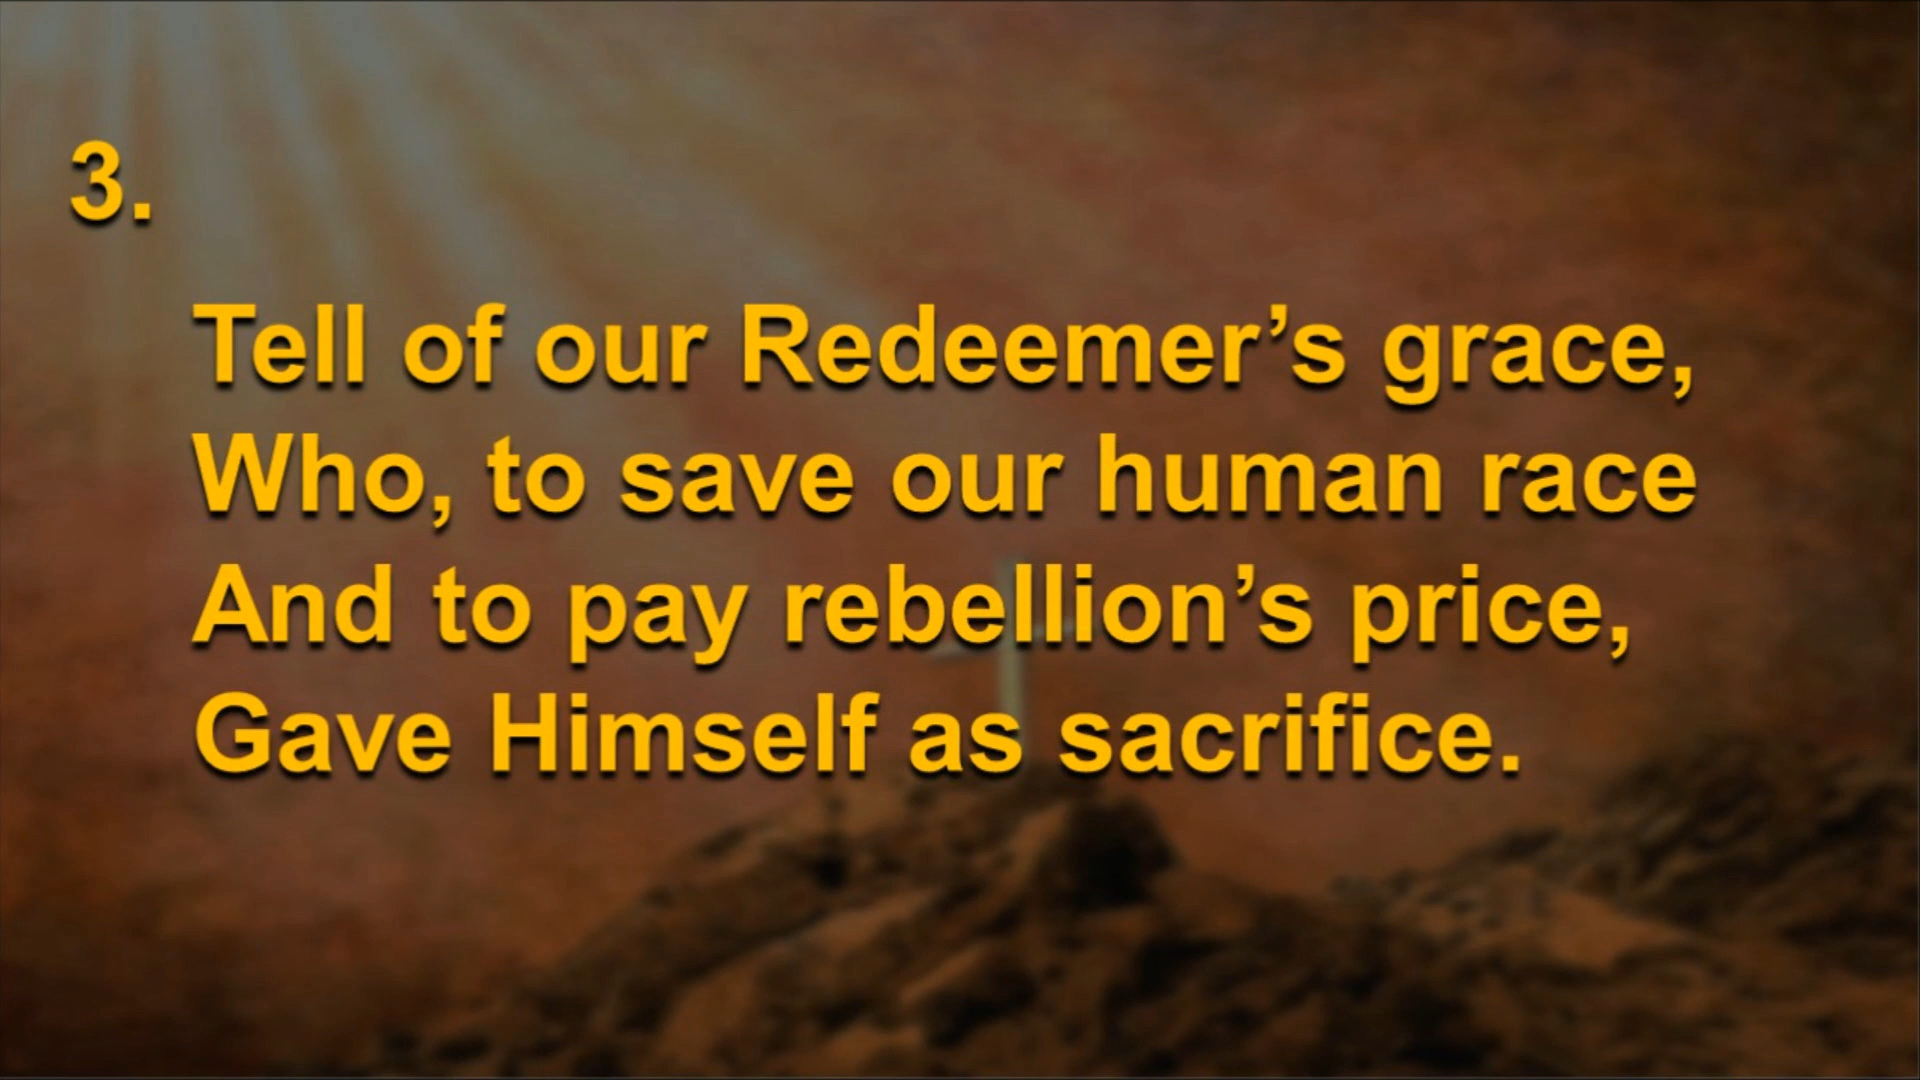 3.
Tell of our Redeemer’s grace,
Who, to save our human race
And to pay rebellion’s price,
Gave Himself as sacrifice.